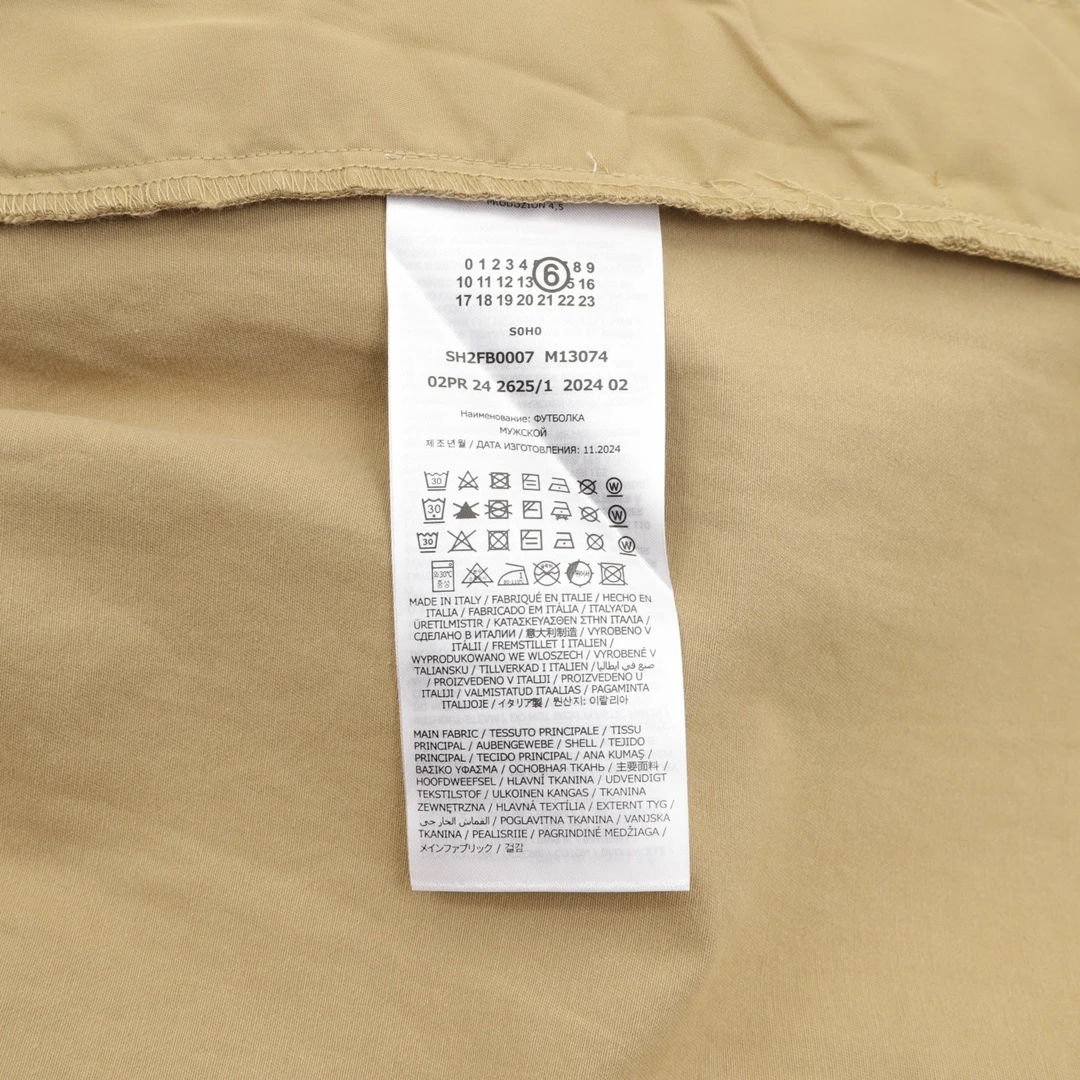 PRODUZION 4,5
0 1 2 3 4 6 8 9
10 11 12 13 5 16
17 18 19 20 21 22 23
S0H0
SH2FB0007 M13074
02PR 24 2625/1 2024 02
Наименование: ФУТБОЛКА
МУЖСКОЙ
제조년월 / ДАТА ИЗГОТОВЛЕНИЯ: 11.2024
30 W
30 W
30 W
30℃ 중성
MADE IN ITALY / FABRIQUÉ EN ITALIE / HECHO EN
ITALIA / FABRICADO EM ITÁLIA / ITALYA'DA
ÜRETILMISTIR / ΚΑΤΑΣΚΕΥΑΣΘΕΝ ΣΤΗΝ ΙΤΑΛΙΑ /
СДЕЛАНО В ИТАЛИИ / 意大利制造 / VYROBENO V
ITÁLII / FREMSTILLET I ITALIEN /
WYPRODUKOWANO WE WLOSZECH / VYROBENÉ V
TALIANSKU / TILLVERKAD I ITALIEN / صنع في ايطاليا
/ PROIZVEDENO V ITALIJI / PROIZVEDENO U
ITALIJI / VALMISTATUD ITAALIAS / PAGAMINTA
ITALIJOJE / イタリア製 / 원산지: 이탈리아
MAIN FABRIC / TESSUTO PRINCIPALE / TISSU
PRINCIPAL / AUBENGEWEBE / SHELL / TEJIDO
PRINCIPAL / TECIDO PRINCIPAL / ANA KUMAŞ /
ΒΑΣΙΚΟ ΥΦΑΣΜΑ / ОСНОВНАЯ ТКАНЬ / 主要面料 /
HOOFDWEEFSEL / HLAVNÍ TKANINA / UDVENDIGT
TEKSTILSTOF / ULKOINEN KANGAS / TKANINA
ZEWNĘTRZNA / HLAVNÁ TEXTÍLIA / EXTERNT TYG /
القماش الخارجي / POGLAVITNA TKANINA / VANJSKA
TKANINA / PEALISRIIE / PAGRINDINÉ MEDŽIAGA /
メインファブリック / 겉감